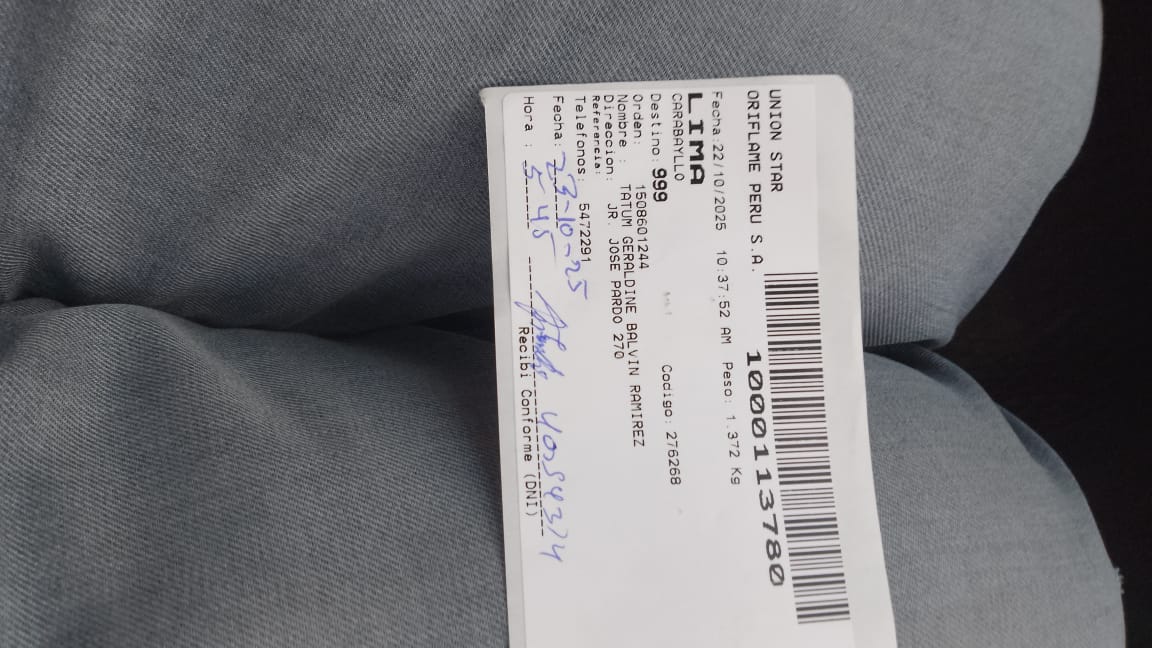 UNION STAR
ORIFLAME PERU S.A.
10001113780
Fecha:22/10/2025 10:37:52 AM Peso: 1.372 Kg
LIMA
CARABAYLLO
Destino: 999 Codigo: 276268
Orden: 1508601244
Nombre : TATUM GERALDINE BALVIN RAMIREZ
Direccion: JR. JOSE PARDO 270
Referencia:
Telefonos: 5472291
Fecha: 23-10-25
Hora : 5-45
Recibi Conforme (DNI)